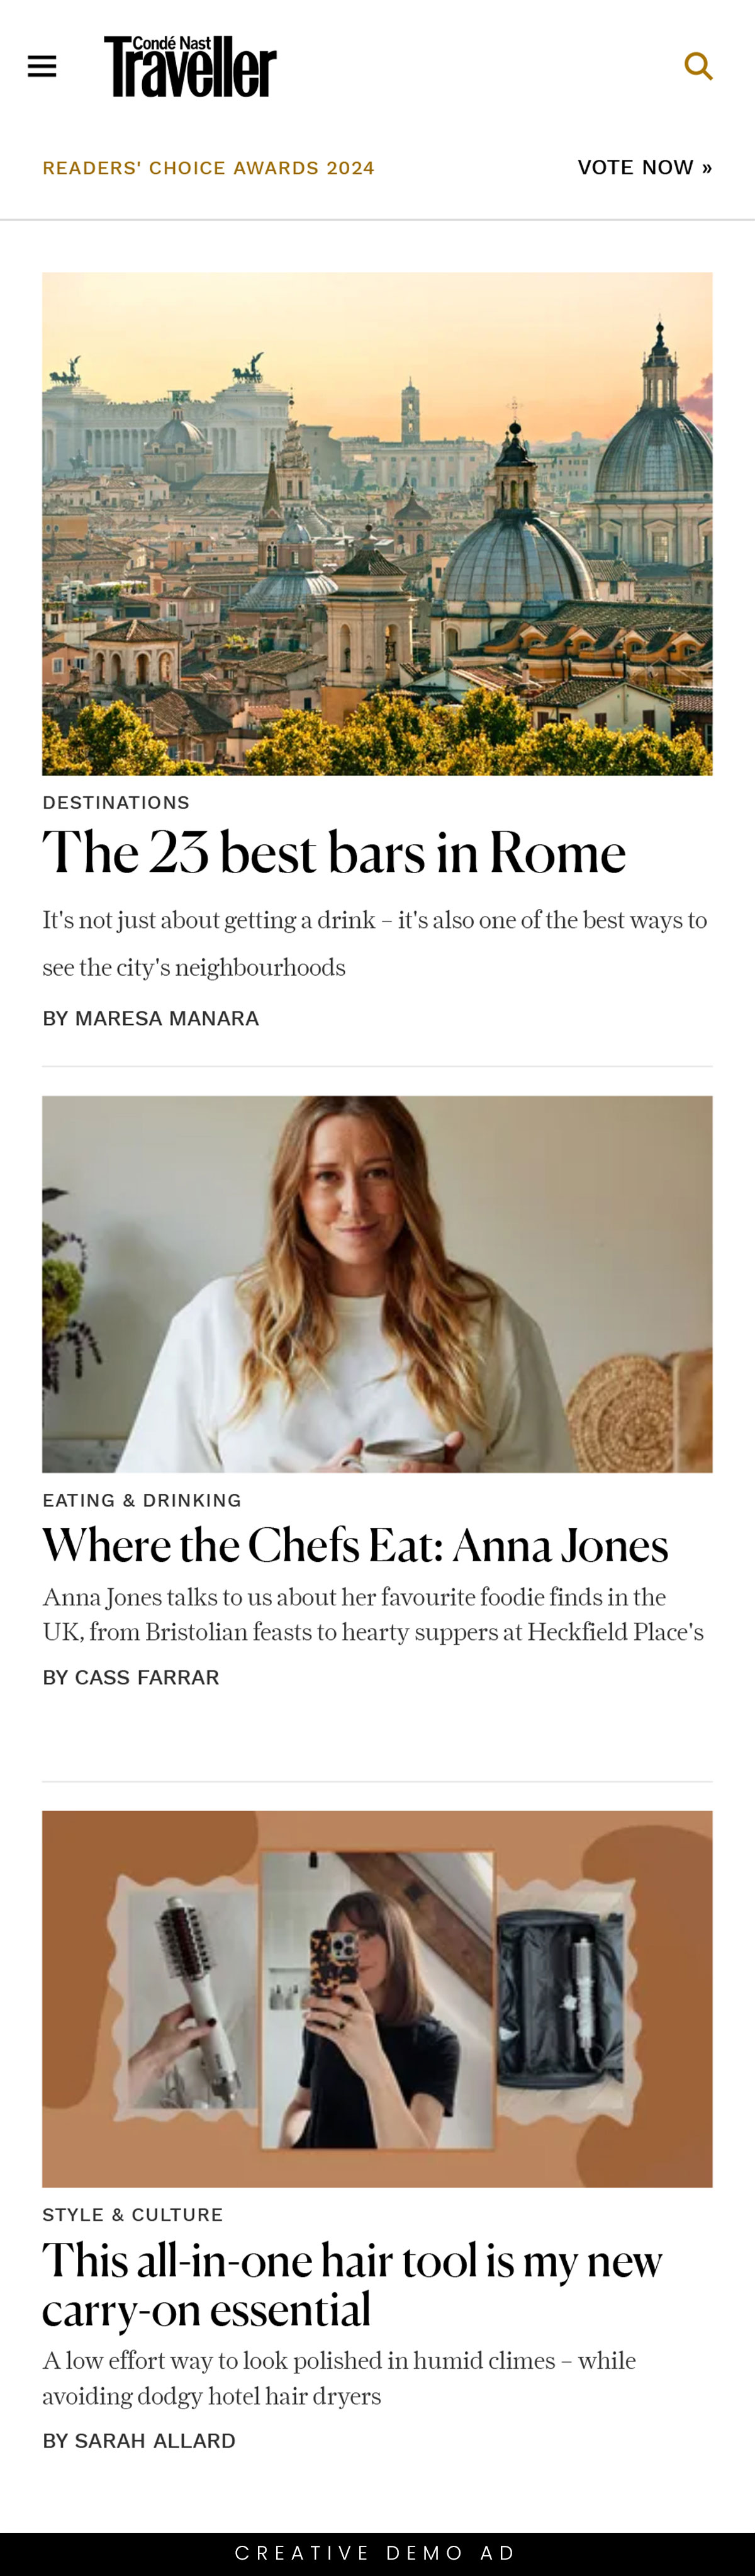 Condé Nast
Traveller
READERS' CHOICE AWARDS 2024
VOTE NOW »
DESTINATIONS
The 23 best bars in Rome
It's not just about getting a drink – it's also one of the best ways to
see the city's neighbourhoods
BY MARESA MANARA
EATING & DRINKING
Where the Chefs Eat: Anna Jones
Anna Jones talks to us about her favourite foodie finds in the
UK, from Bristolian feasts to hearty suppers at Heckfield Place's
BY CASS FARRAR
STYLE & CULTURE
This all-in-one hair tool is my new
carry-on essential
A low effort way to look polished in humid climes – while
avoiding dodgy hotel hair dryers
BY SARAH ALLARD
CREATIVE DEMO AD